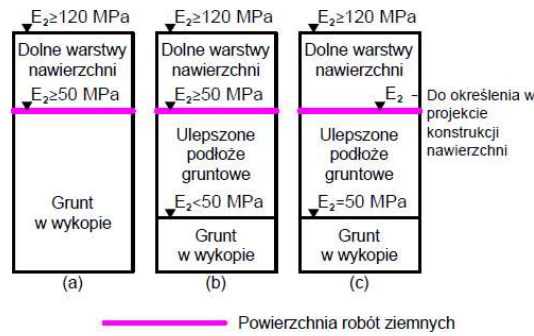 E₂≥120 MPa
Dolne warstwy
nawierzchni
E₂≥50 MPa
Grunt
w wykopie
(a)
E₂≥120 MPa
Dolne warstwy
nawierzchni
E₂≥50 MPa
Ulepszone
podłoże
gruntowe
E₂<50 MPa
Grunt
w wykopie
(b)
E₂≥120 MPa
Dolne warstwy
nawierzchni
E₂ - Do określenia w
projekcie
konstrukcji
nawierzchni
Ulepszone
podłoże
gruntowe
E₂=50 MPa
Grunt
w wykopie
(c)
Powierzchnia robót ziemnych